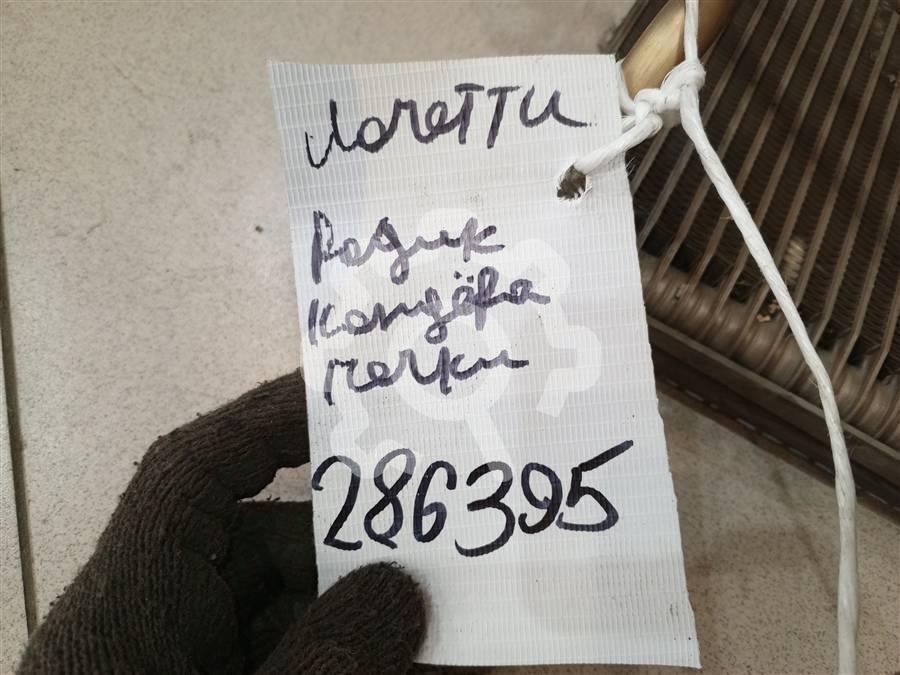 Лачетти
Радик
Кондёра
печки
286395